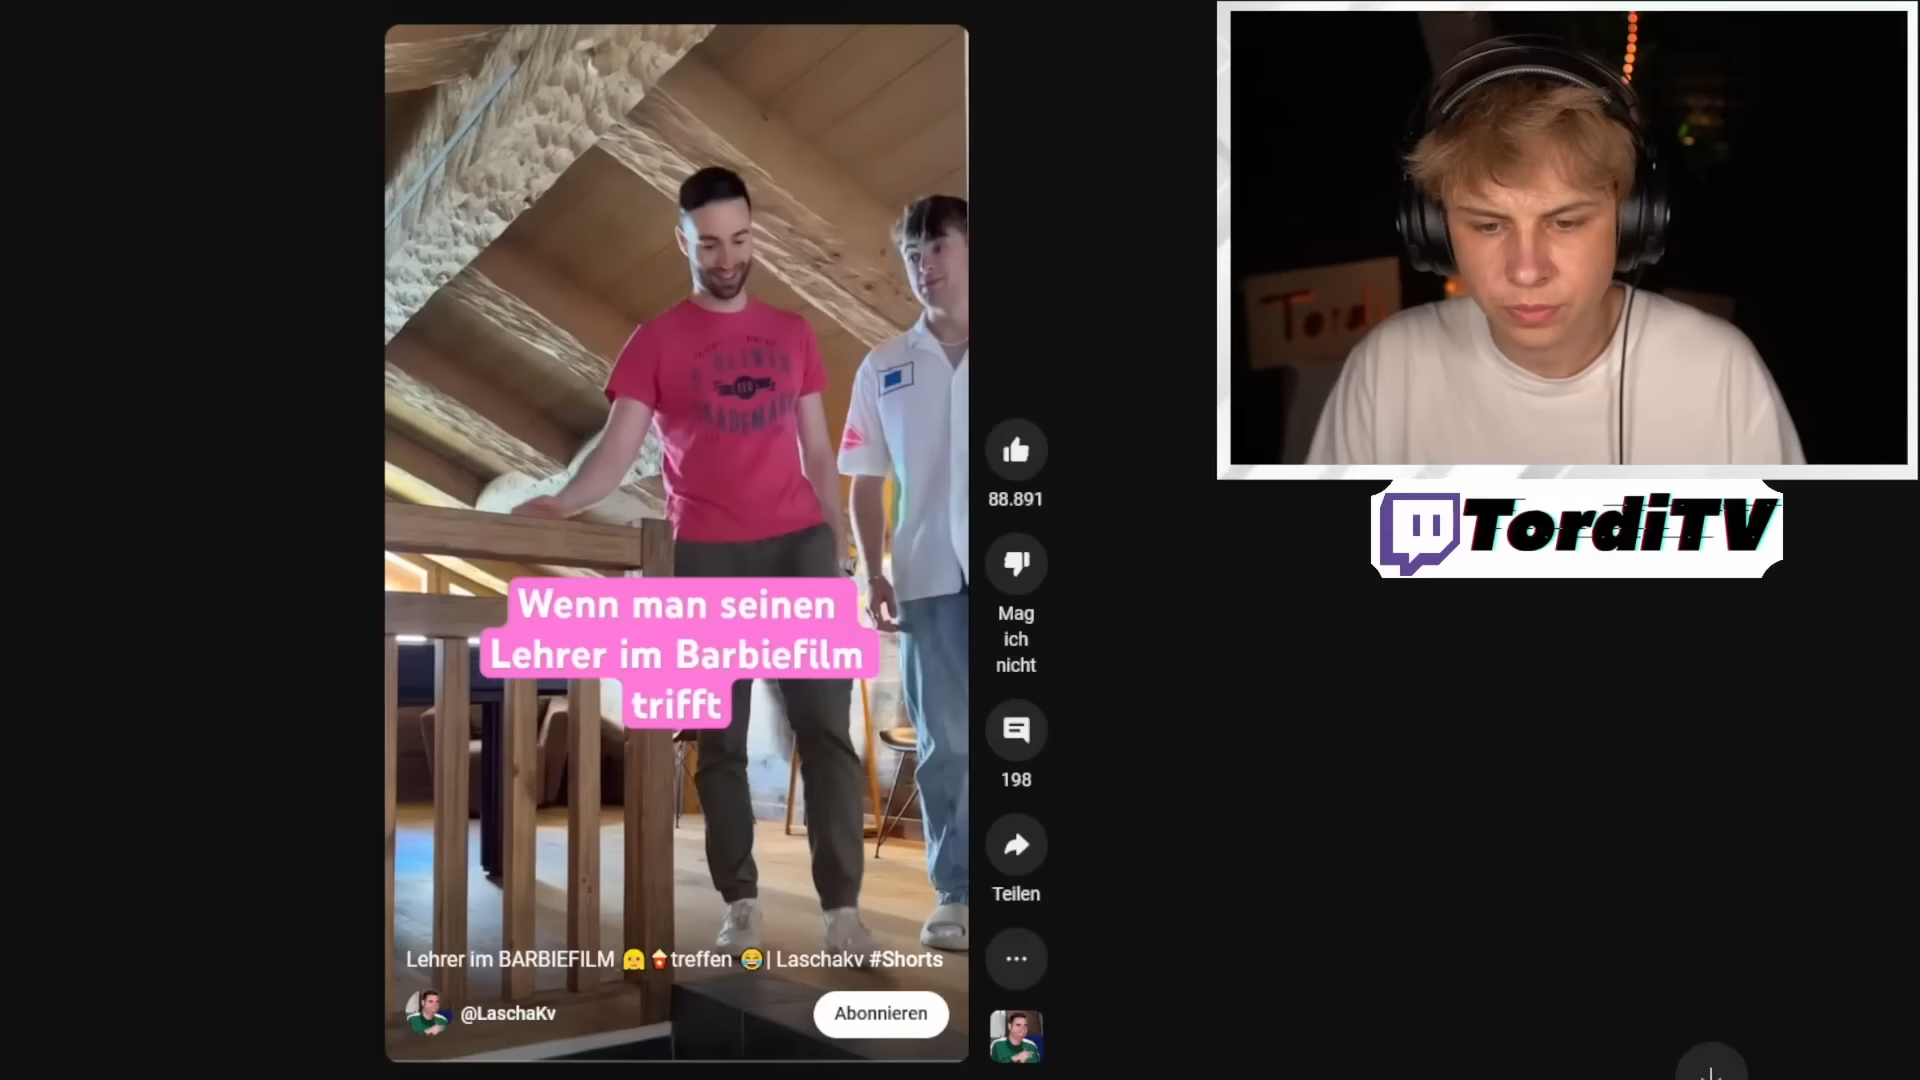 Wenn man seinen
Lehrer im Barbiefilm
trifft
88.891
Mag
ich
nicht
198
Teilen
Lehrer im BARBIEFILM 👱‍♀️🍿treffen 😂| Laschakv #Shorts
@LaschaKv
Abonnieren
Tordi
TordiTV